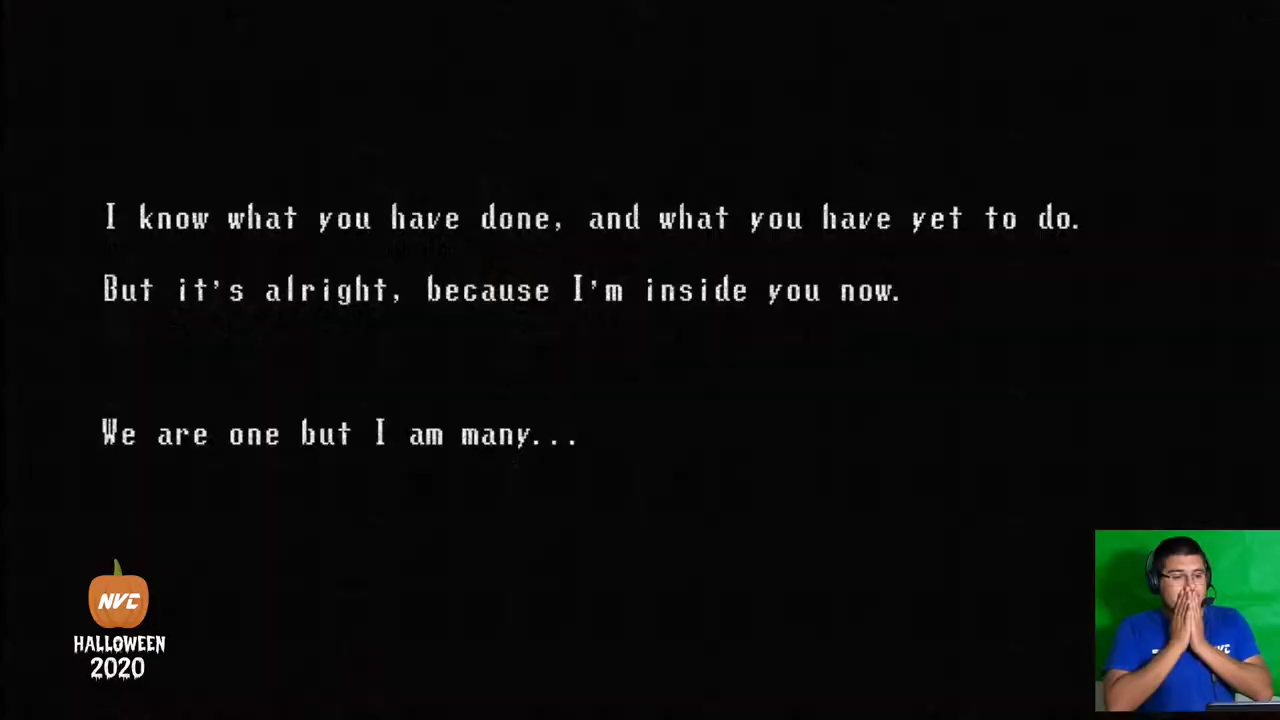 I know what you have done, and what you have yet to do.
But it's alright, because I'm inside you now.
We are one but I am many...
NVC
HALLOWEEN
2020